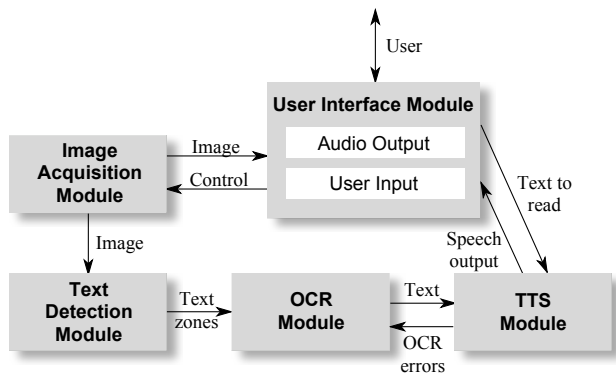 User
User Interface Module
Audio Output
User Input
Image
Acquisition
Module
Image
Control
Text to
read
Speech
output
Image
Text
Detection
Module
Text
zones
OCR
Module
Text
OCR
errors
TTS
Module